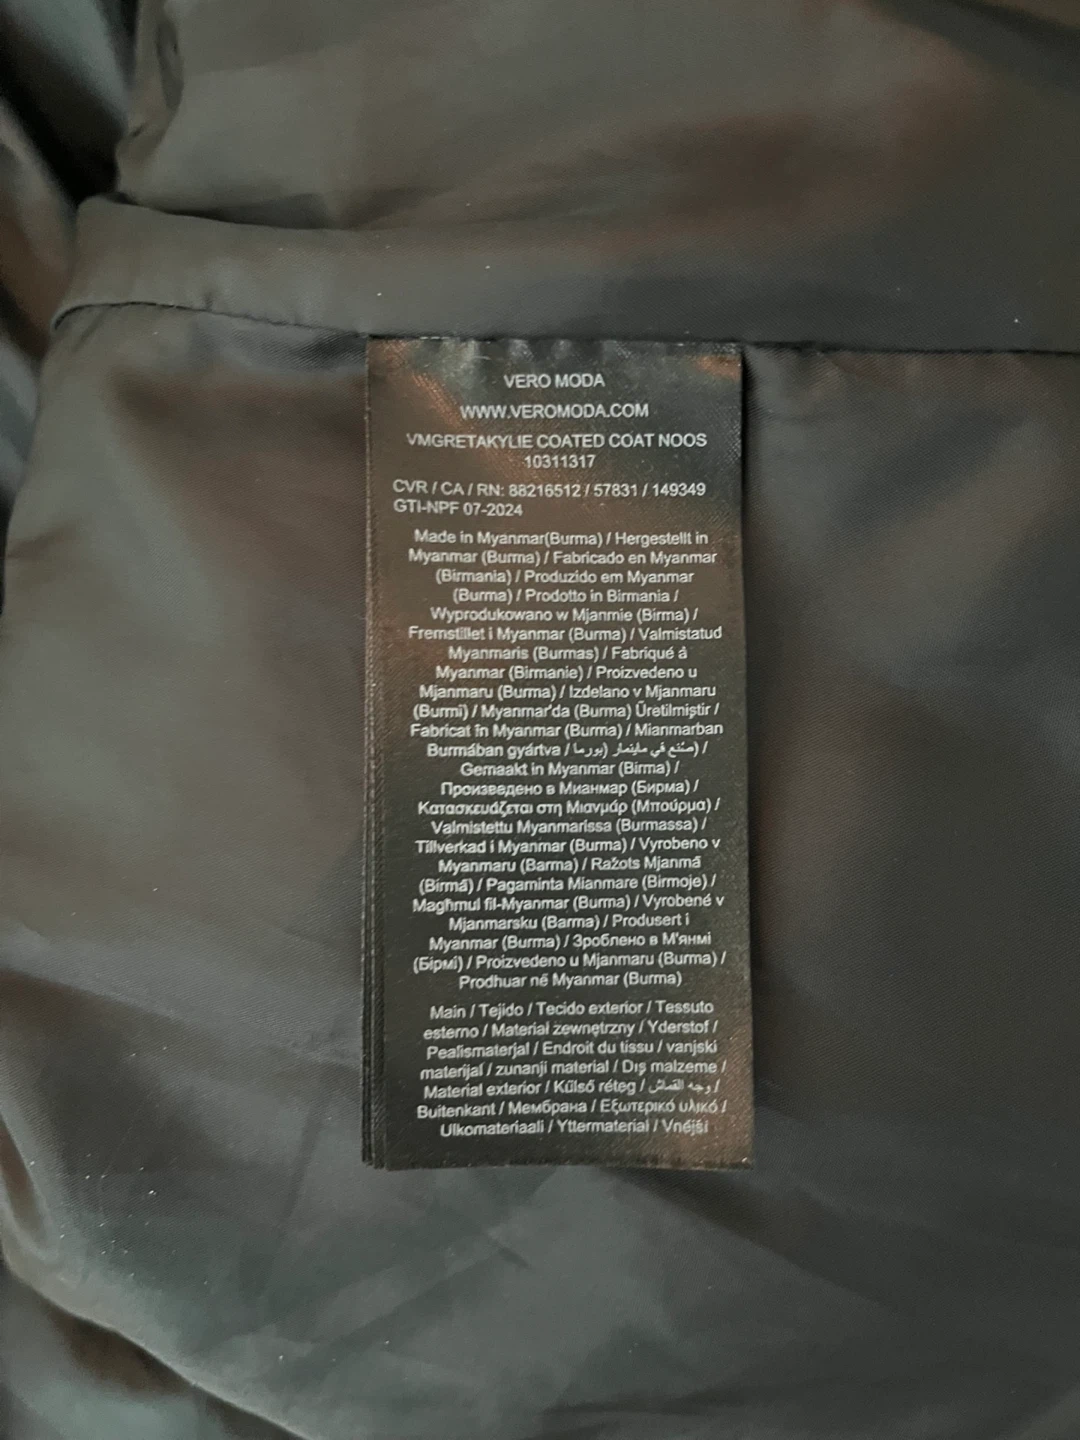 VERO MODA
WWW.VEROMODA.COM
VMGRETAKYLIE COATED COAT NOOS
10311317
CVR / CA / RN: 88216512 / 57831 / 149349
GTI-NPF 07-2024
Made in Myanmar(Burma) / Hergestellt in
Myanmar (Burma) / Fabricado en Myanmar
(Birmania) / Produzido em Myanmar
(Burma) / Prodotto in Birmania /
Wyprodukowano w Mjanmie (Birma) /
Fremstillet i Myanmar (Burma) / Valmistatud
Myanmaris (Burmas) / Fabriqué à
Myanmar (Birmanie) / Proizvedeno u
Mjanmaru (Burma) / Izdelano v Mjanmaru
(Burmi) / Myanmar'da (Burma) Üretilmiştir /
Fabricat în Myanmar (Burma) / Mianmarban
Burmában gyártva / صنع في ماينمار (بورما) /
Gemaakt in Myanmar (Birma) /
Произведено в Мианмар (Бирма) /
Κατασκευάζεται στη Μιανμάρ (Μπούρμα) /
Valmistettu Myanmarissa (Burmassa) /
Tillverkad i Myanmar (Burma) / Vyrobeno v
Myanmaru (Barma) / Ražots Mjanmā
(Birmā) / Pagaminta Mianmare (Birmoje) /
Magħmul fil-Myanmar (Burma) / Vyrobené v
Mjanmarsku (Barma) / Produsert i
Myanmar (Burma) / Зроблено в М'янмі
(Бірмі) / Proizvedeno u Mjanmaru (Burma) /
Prodhuar në Myanmar (Burma)
Main / Tejido / Tecido exterior / Tessuto
esterno / Materiał zewnętrzny / Yderstof /
Pealismaterjal / Endroit du tissu / vanjski
materijal / zunanji material / Dış malzeme /
Material exterior / Külső réteg / وجه القماش /
Buitenkant / Мембрана / Εξωτερικό υλικό /
Ulkomateriaali / Yttermaterial / Vnější